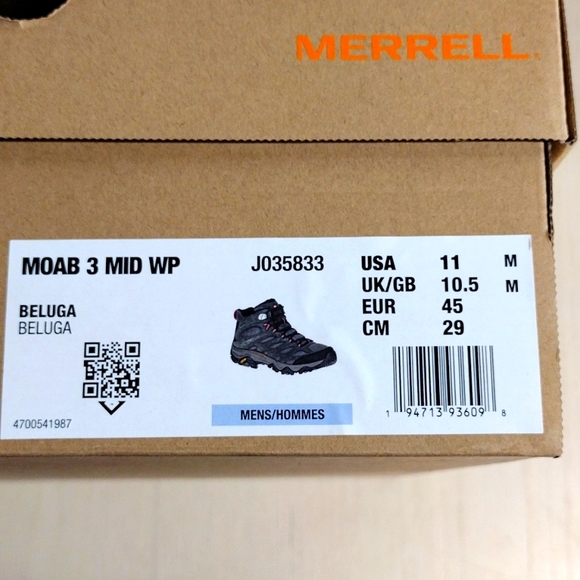 MERRELL
MOAB 3 MID WP J035833
USA 11 M
UK/GB 10.5 M
EUR 45
CM 29
BELUGA
BELUGA
4700541987
MENS/HOMMES
1 94713 93609 8